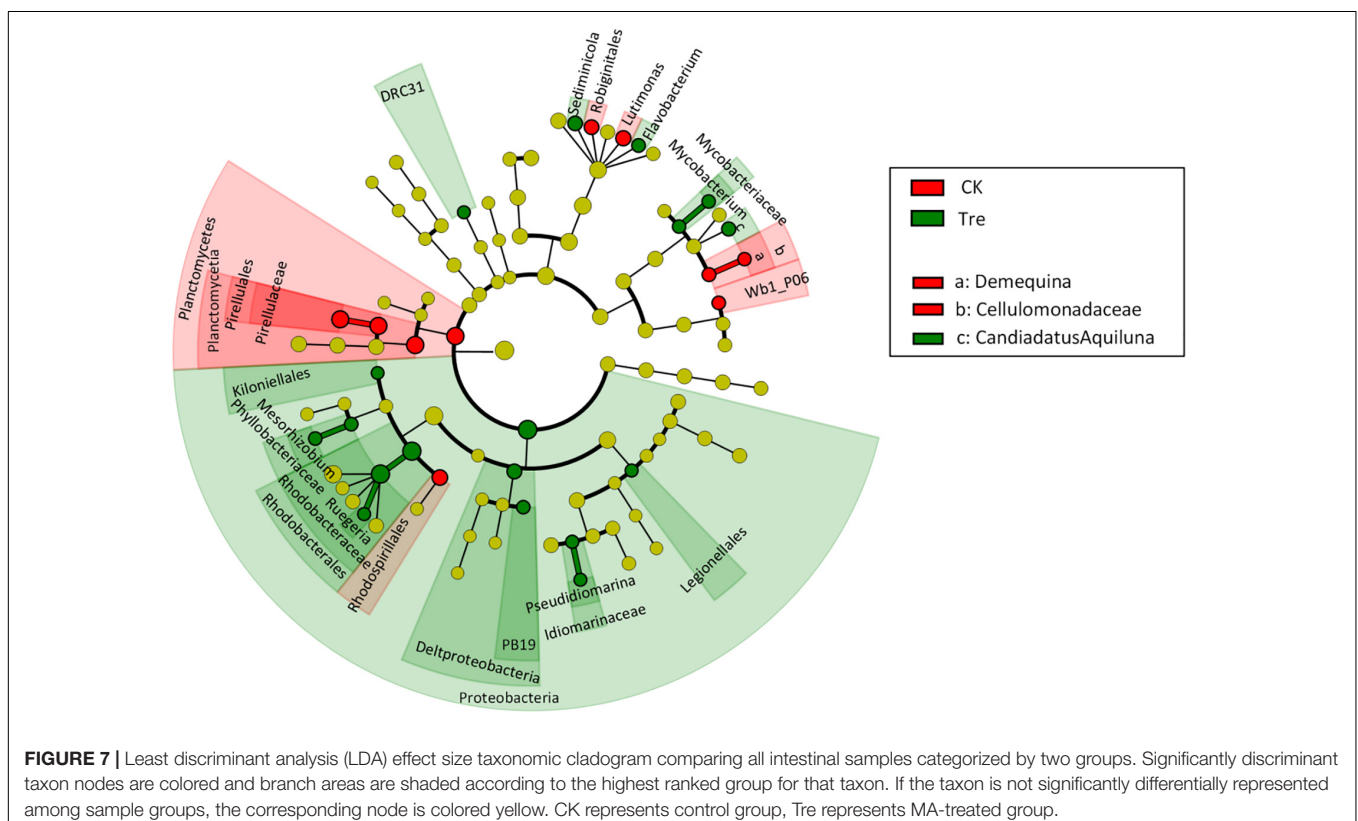 DRC31
Sediminicola
Robiginitales
Lutimonas
Flavobacterium
Mycobacteriaceae
Mycobacterium
c
a
b
Wb1_P06
Planctomycetes
Planctomycetia
Pirellulales
Pirellulaceae
Kiloniellales
Mesorhizobium
Phyllobacteriaceae
Ruegeria
Rhodobacteraceae
Rhodobacterales
Rhodospirillales
Deltproteobacteria
PB19
Proteobacteria
Pseudidiomarina
Idiomarinaceae
Legionellales
CK
Tre
a: Demequina
b: Cellulomonadaceae
c: CandiadatusAquiluna
FIGURE 7 | Least discriminant analysis (LDA) effect size taxonomic cladogram comparing all intestinal samples categorized by two groups. Significantly discriminant
taxon nodes are colored and branch areas are shaded according to the highest ranked group for that taxon. If the taxon is not significantly differentially represented
among sample groups, the corresponding node is colored yellow. CK represents control group, Tre represents MA-treated group.